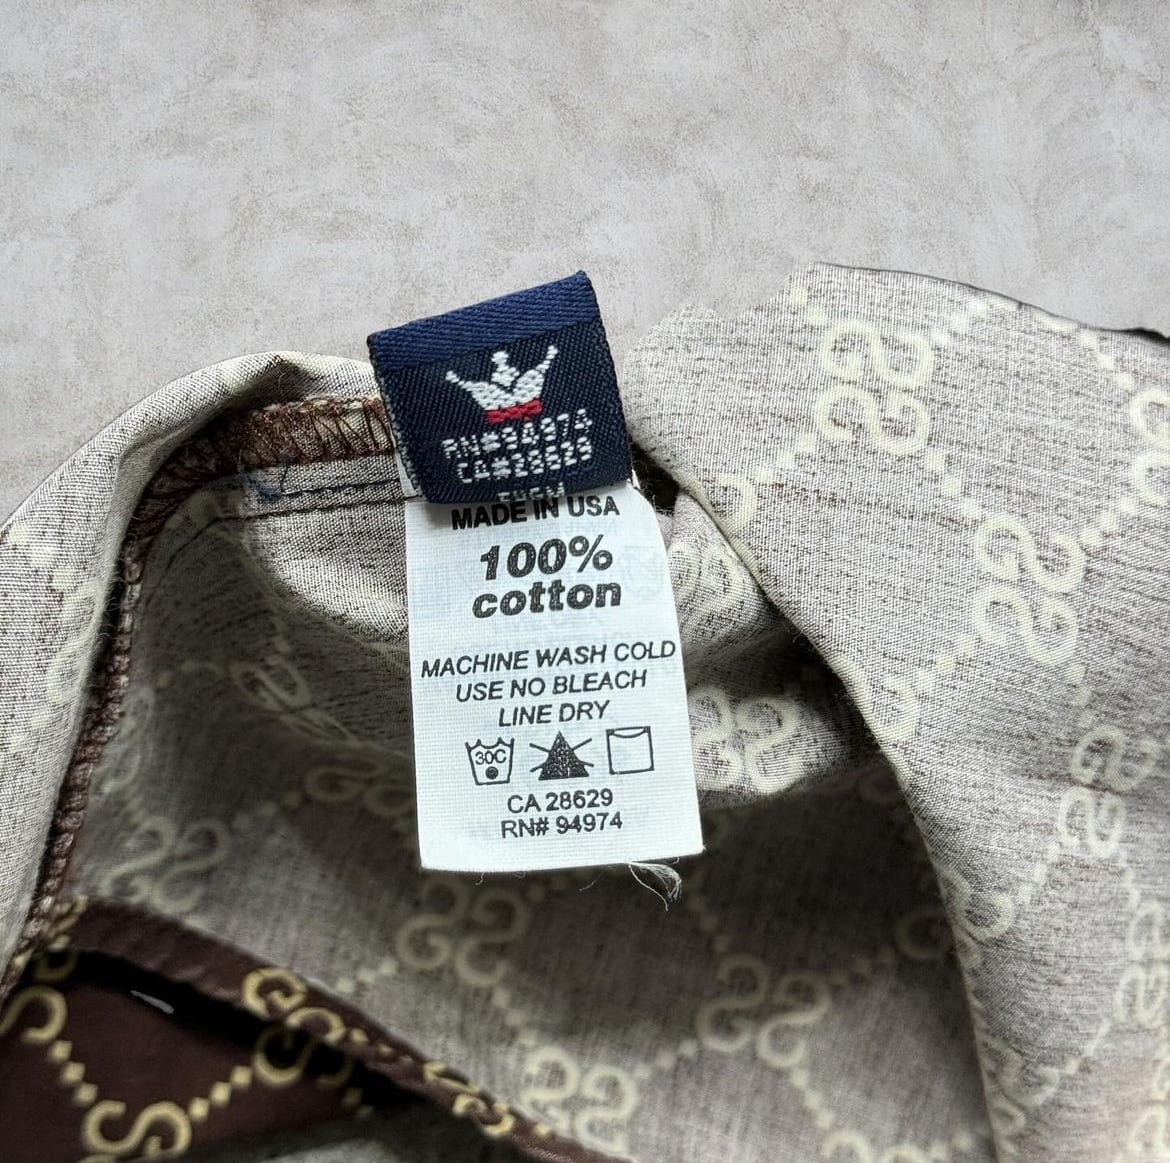 RN#94974
CA#28629
MADE IN USA
100%
cotton
MACHINE WASH COLD
USE NO BLEACH
LINE DRY
30C
CA 28629
RN# 94974